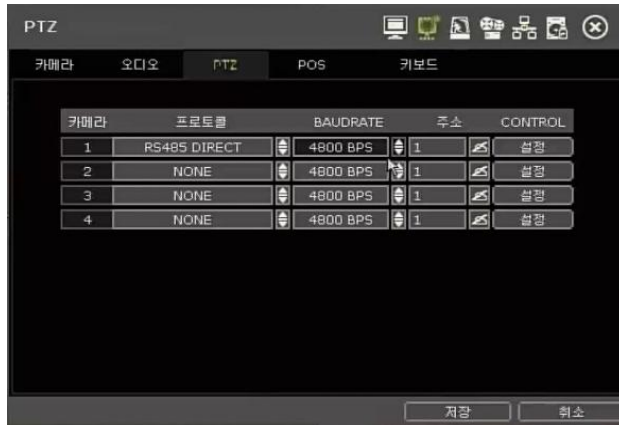 PTZ
카메라 오디오 PTZ POS 키보드
카메라 프로토콜 BAUDRATE 주소 CONTROL
1 RS485 DIRECT 4800 BPS 1 설정
2 NONE 4800 BPS 1 설정
3 NONE 4800 BPS 1 설정
4 NONE 4800 BPS 1 설정
저장 취소